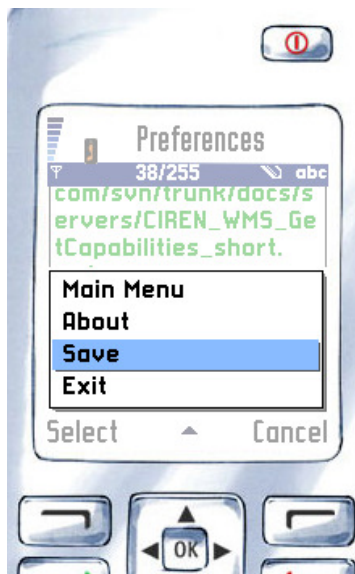 Preferences
38/255 abc
com/svn/trunk/docs/s
ervers/CIREN_WMS_Ge
tCapabilities_short.
Main Menu
About
Save
Exit
Select Cancel
OK